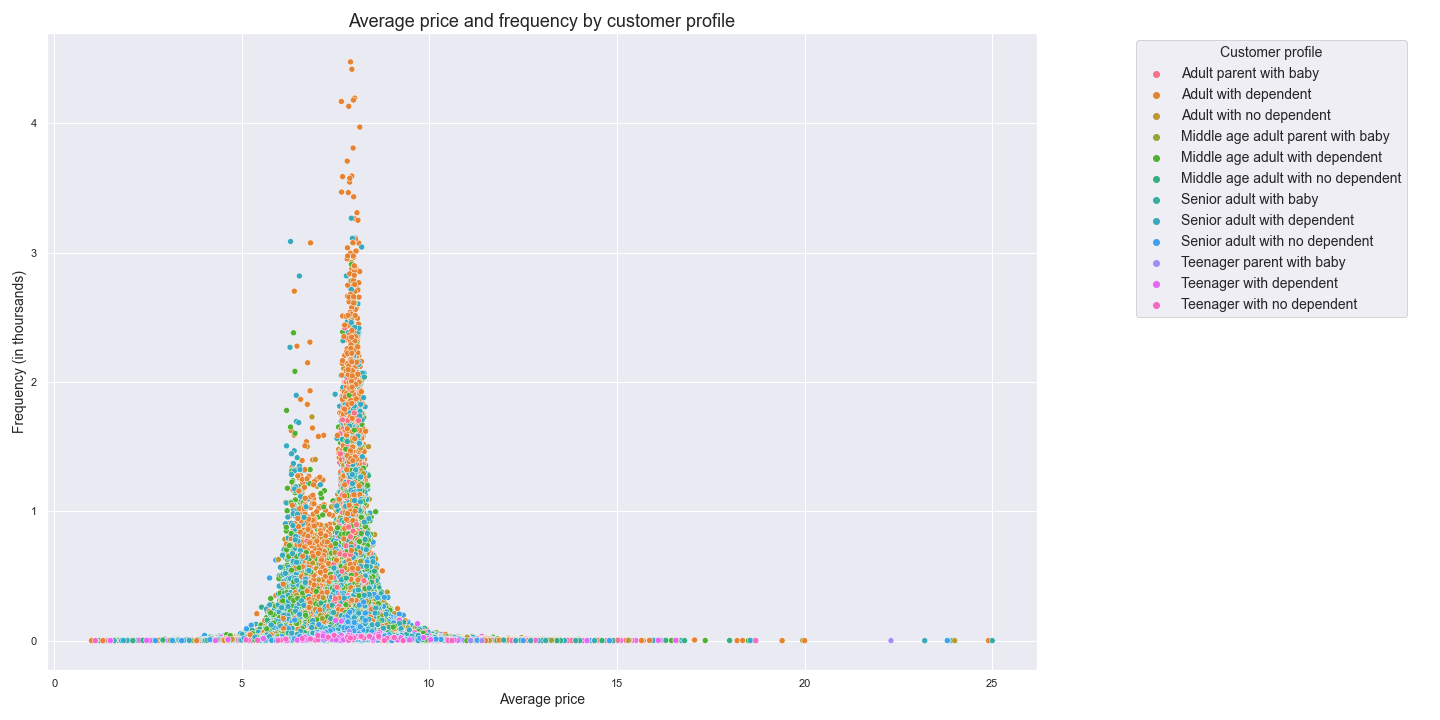 Average price and frequency by customer profile
Customer profile
Adult parent with baby
Adult with dependent
Adult with no dependent
Middle age adult parent with baby
Middle age adult with dependent
Middle age adult with no dependent
Senior adult with baby
Senior adult with dependent
Senior adult with no dependent
Teenager parent with baby
Teenager with dependent
Teenager with no dependent
Frequency (in thoursands)
4
3
2
1
0
0 5 10 15 20 25
Average price